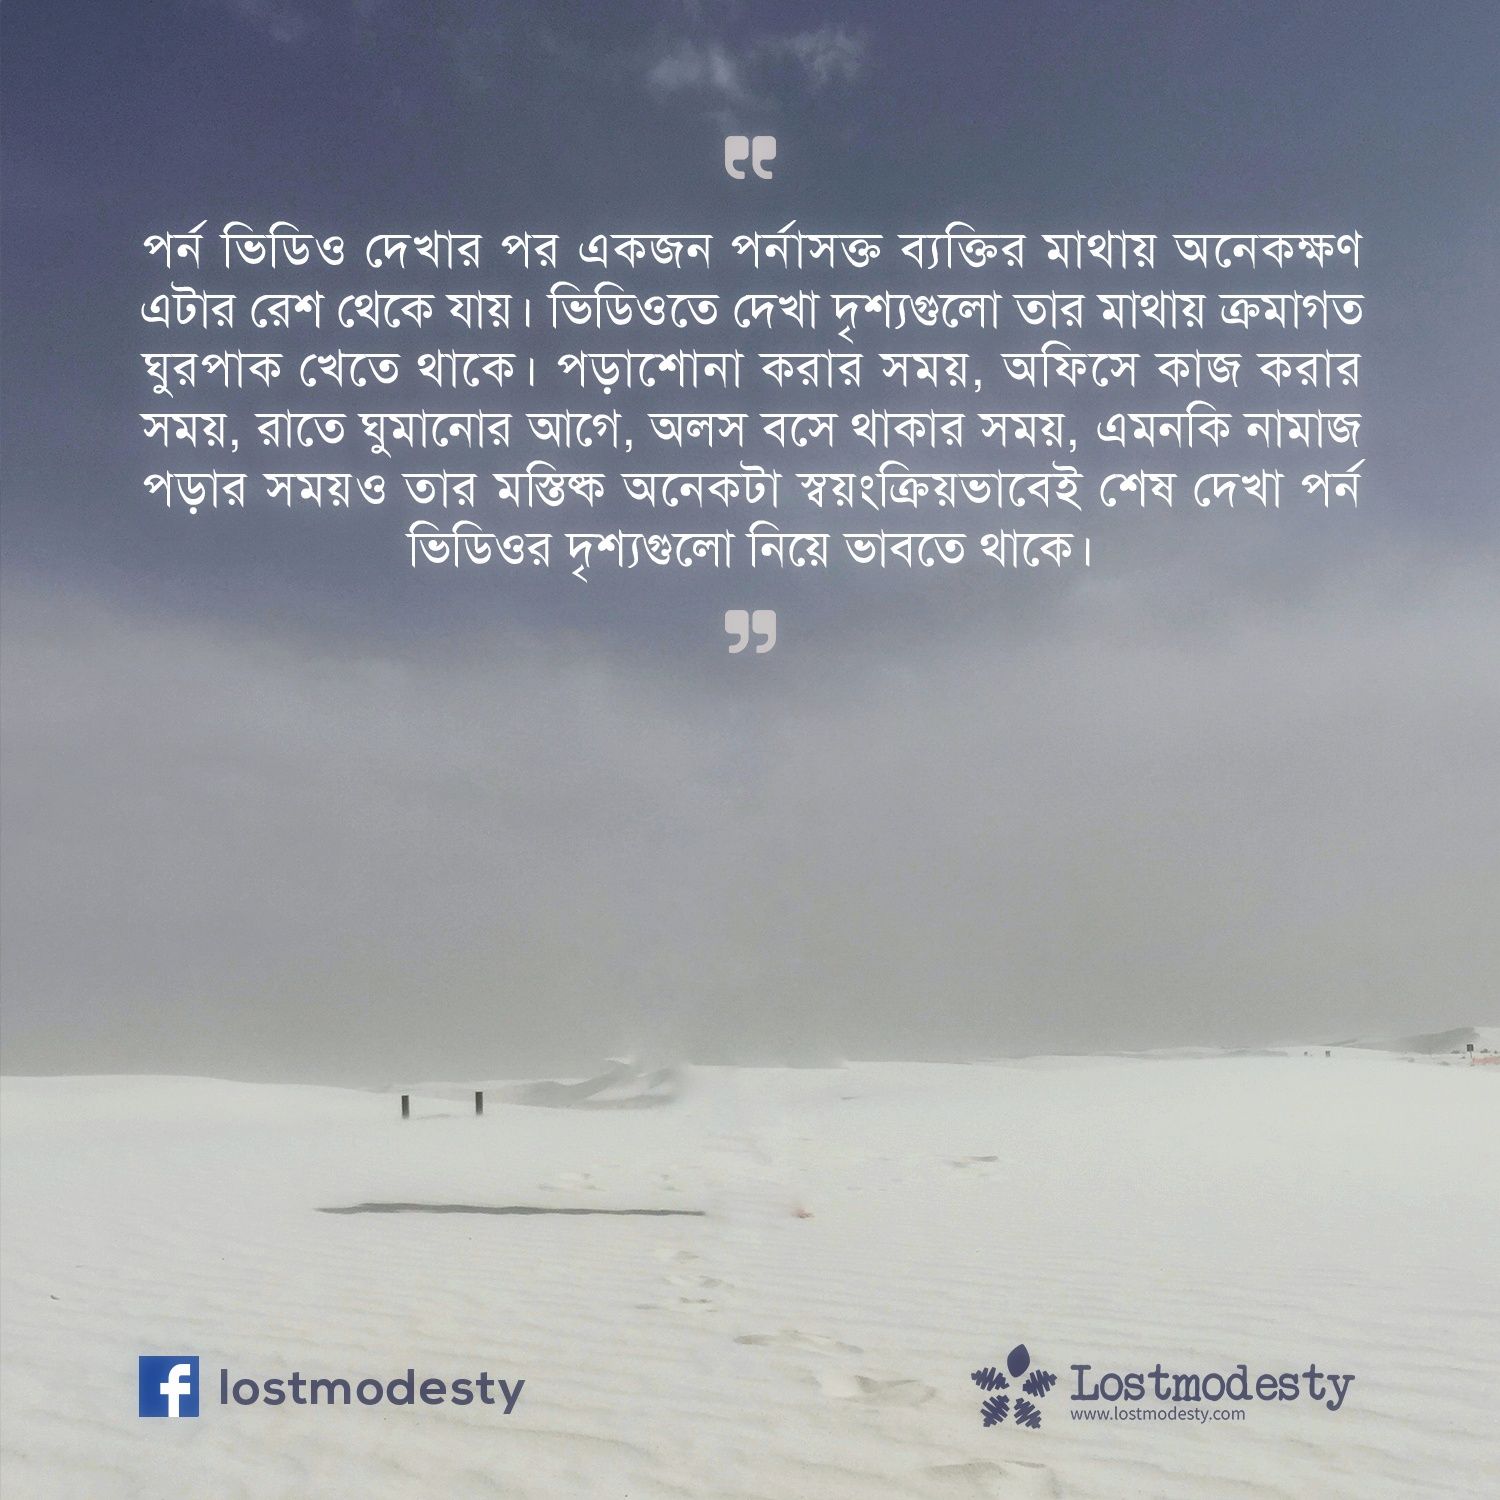 পর্ন ভিডিও দেখার পর একজন পর্নাসক্ত ব্যক্তির মাথায় অনেকক্ষণ
এটার রেশ থেকে যায়। ভিডিওতে দেখা দৃশ্যগুলো তার মাথায় ক্রমাগত
ঘুরপাক খেতে থাকে। পড়াশোনা করার সময়, অফিসে কাজ করার
সময়, রাতে ঘুমানোর আগে, অলস বসে থাকার সময়, এমনকি নামাজ
পড়ার সময়ও তার মস্তিষ্ক অনেকটা স্বয়ংক্রিয়ভাবেই শেষ দেখা পর্ন
ভিডিওর দৃশ্যগুলো নিয়ে ভাবতে থাকে।
lostmodesty
Lostmodesty
www.lostmodesty.com